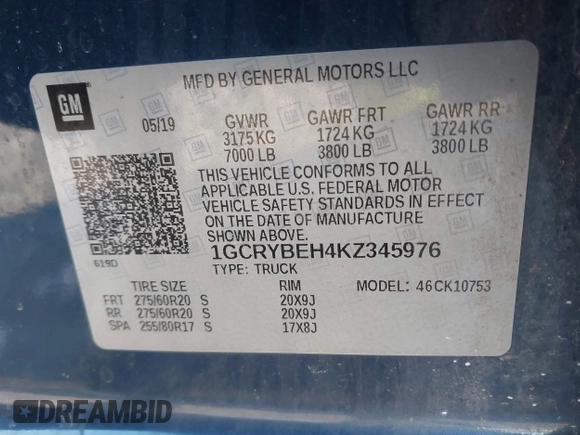 MFD BY GENERAL MOTORS LLC
GM
05/19
GVWR GAWR FRT GAWR RR
3175 KG 1724 KG 1724 KG
7000 LB 3800 LB 3800 LB
THIS VEHICLE CONFORMS TO ALL
APPLICABLE U.S. FEDERAL MOTOR
VEHICLE SAFETY STANDARDS IN EFFECT
ON THE DATE OF MANUFACTURE
SHOWN ABOVE.
619D
1GCRYBEH4KZ345976
TYPE: TRUCK
TIRE SIZE RIM MODEL: 46CK10753
FRT 275/60R20 S 20X9J
RR 275/60R20 S 20X9J
SPA 255/80R17 S 17X8J
DREAMBID